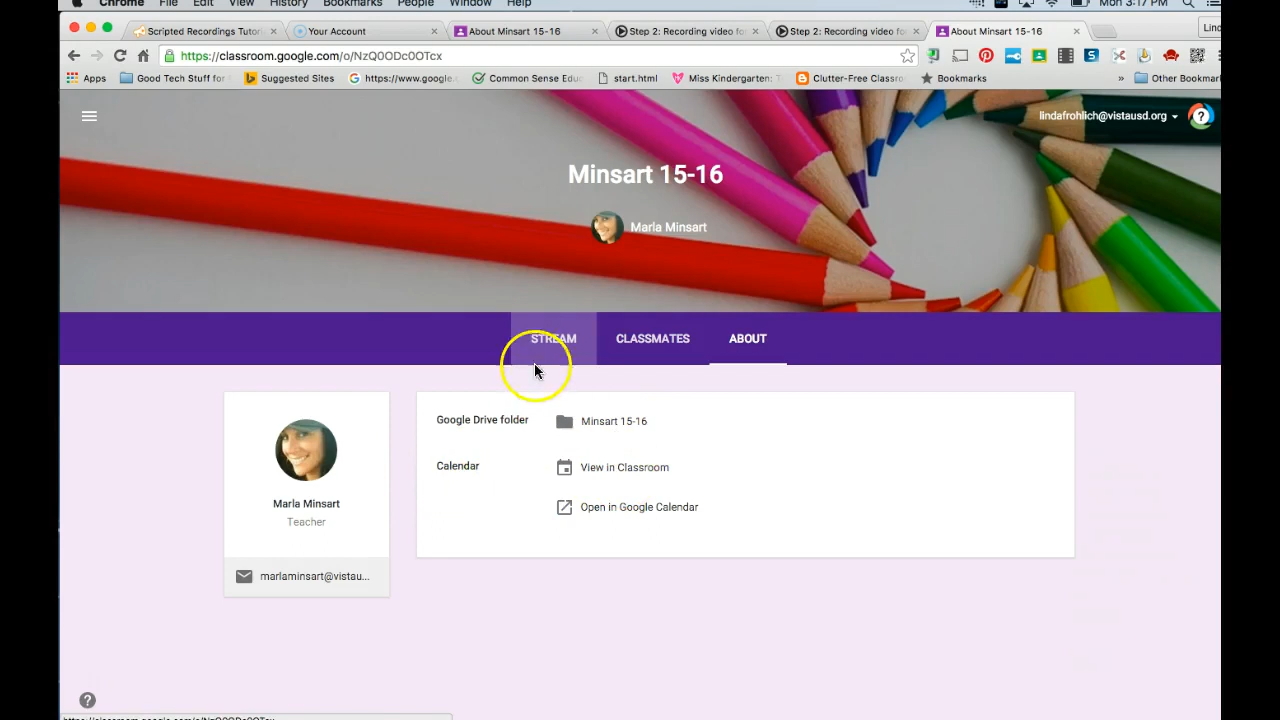 Chrome File Edit View History Bookmarks People Window Help Mon 3:17 PM
Scripted Recordings Tutori Your Account About Minsart 15-16 Step 2: Recording video fo Step 2: Recording video fo About Minsart 15-16 Lin
https://classroom.google.com/o/NzQ0ODc0OTcx
Apps Good Tech Stuff for Suggested Sites https://www.google. Common Sense Edu start.html Miss Kindergarten: Clutter-Free Classro Bookmarks » Other Bookmar
lindafrohlich@vistausd.org ?
Minsart 15-16
Marla Minsart
STREAM CLASSMATES ABOUT
Google Drive folder Minsart 15-16
Calendar View in Classroom
Open in Google Calendar
Marla Minsart
Teacher
marlaminsart@vistau...
?